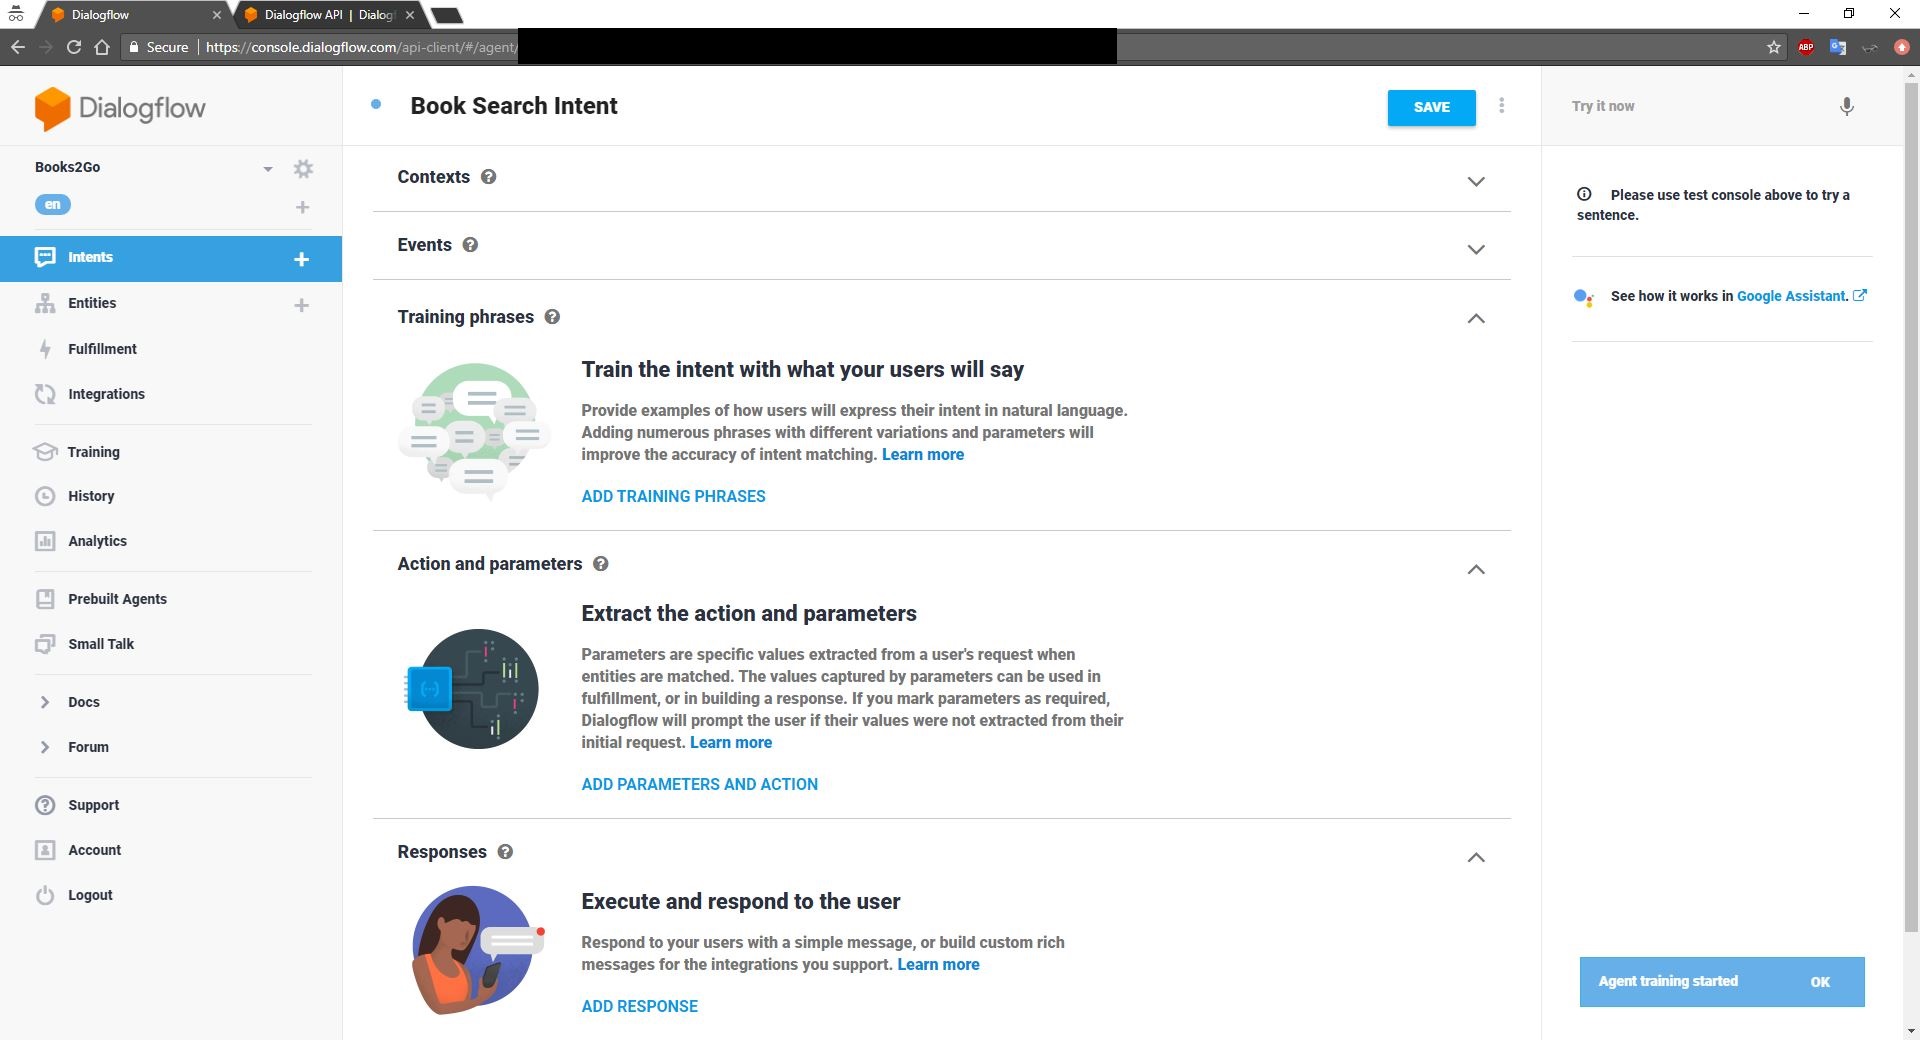 Dialogflow
Dialogflow API | Dialogf
Secure | https://console.dialogflow.com/api-client/#/agent/
ABP
Dialogflow
Book Search Intent
SAVE
Try it now
Books2Go
en
Intents
Entities
Fulfillment
Integrations
Training
History
Analytics
Prebuilt Agents
Small Talk
Docs
Forum
Support
Account
Logout
Contexts
Events
Training phrases
Train the intent with what your users will say
Provide examples of how users will express their intent in natural language.
Adding numerous phrases with different variations and parameters will
improve the accuracy of intent matching. Learn more
ADD TRAINING PHRASES
Action and parameters
Extract the action and parameters
Parameters are specific values extracted from a user's request when
entities are matched. The values captured by parameters can be used in
fulfillment, or in building a response. If you mark parameters as required,
Dialogflow will prompt the user if their values were not extracted from their
initial request. Learn more
ADD PARAMETERS AND ACTION
Responses
Execute and respond to the user
Respond to your users with a simple message, or build custom rich
messages for the integrations you support. Learn more
ADD RESPONSE
Please use test console above to try a
sentence.
See how it works in Google Assistant.
Agent training started
OK